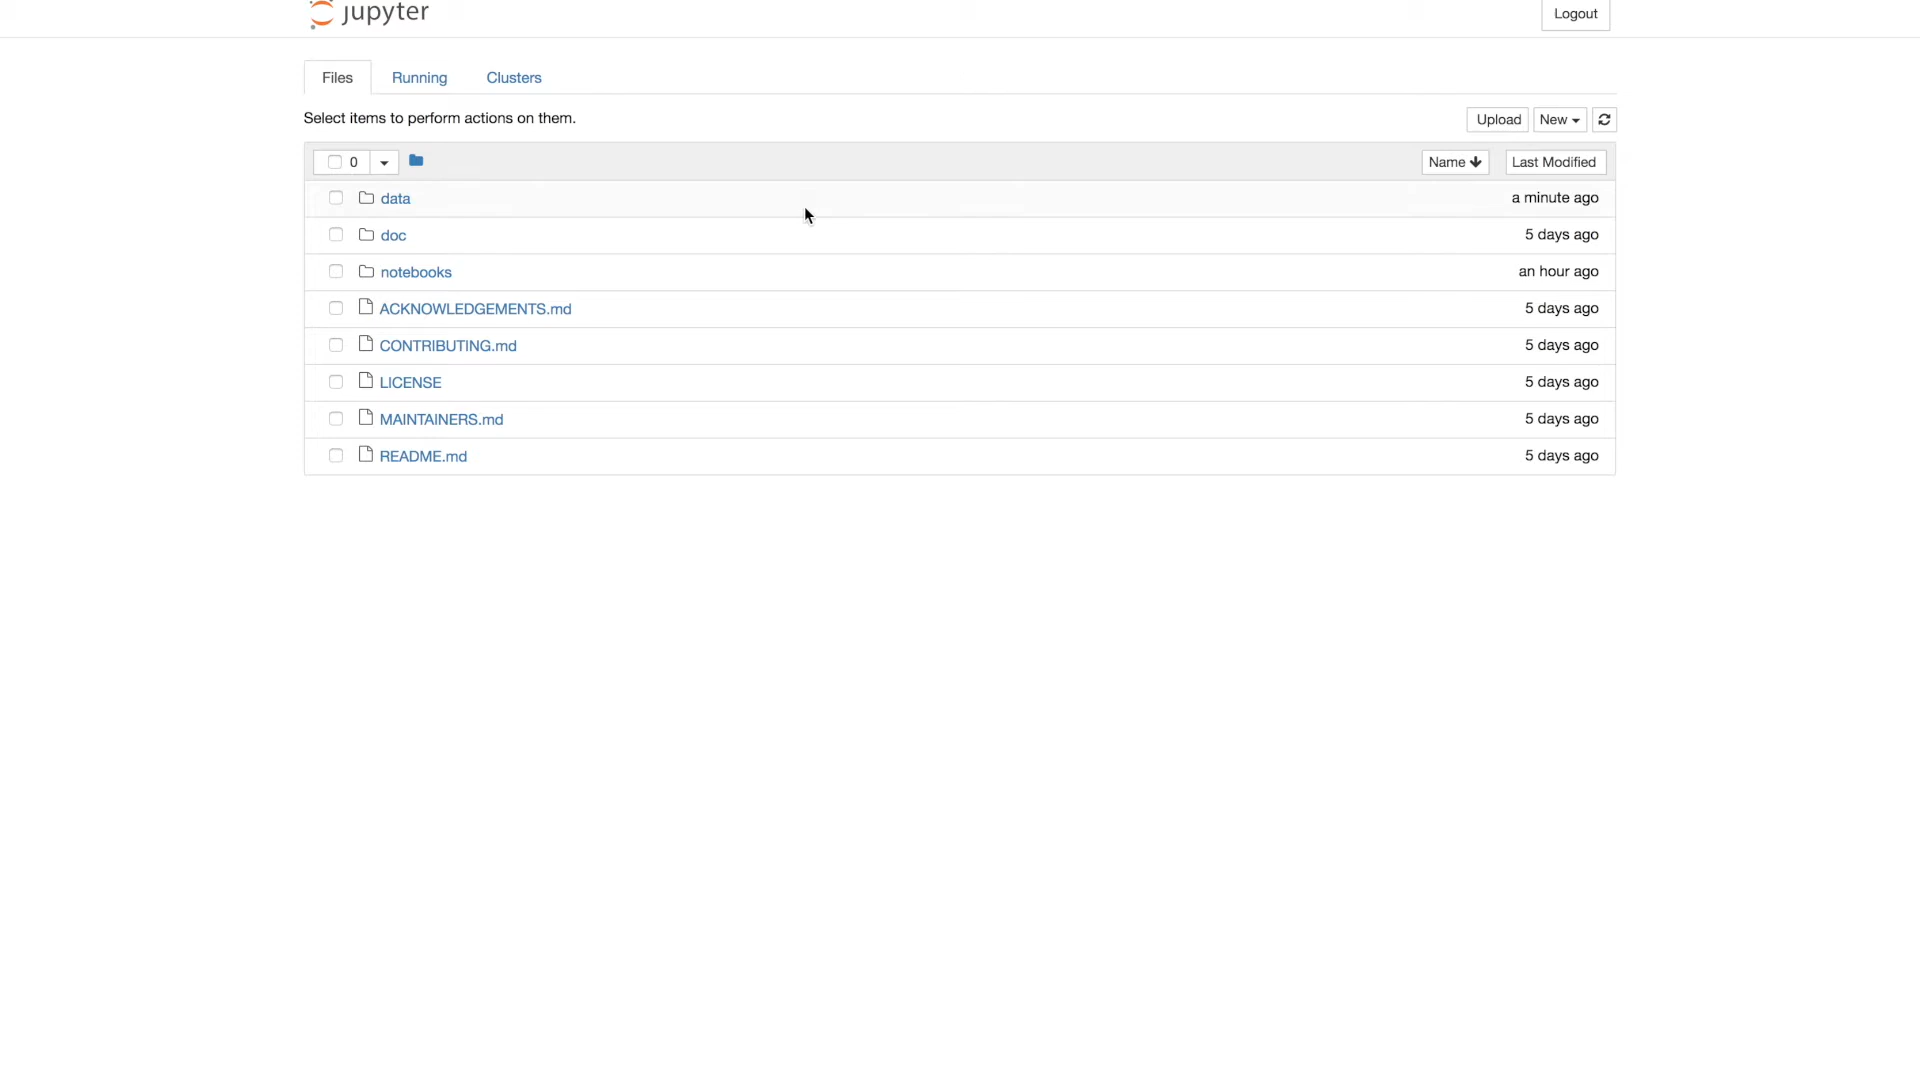 jupyter
Logout
Files Running Clusters
Select items to perform actions on them.
Upload New
0 Name Last Modified
data a minute ago
doc 5 days ago
notebooks an hour ago
ACKNOWLEDGEMENTS.md 5 days ago
CONTRIBUTING.md 5 days ago
LICENSE 5 days ago
MAINTAINERS.md 5 days ago
README.md 5 days ago